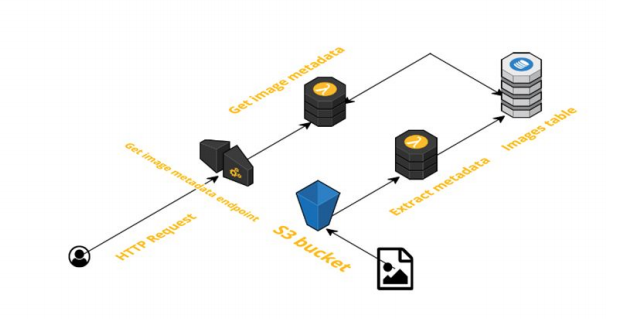 Get image metadata
Get image metadata endpoint
Images table
Extract metadata
HTTP Request
S3 bucket